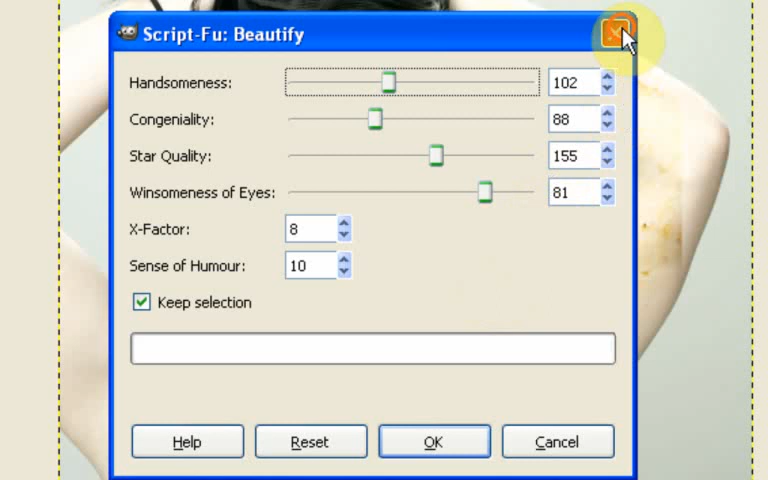 Script-Fu: Beautify
Handsomeness: 102
Congeniality: 88
Star Quality: 155
Winsomeness of Eyes: 81
X-Factor: 8
Sense of Humour: 10
Keep selection
Help Reset OK Cancel